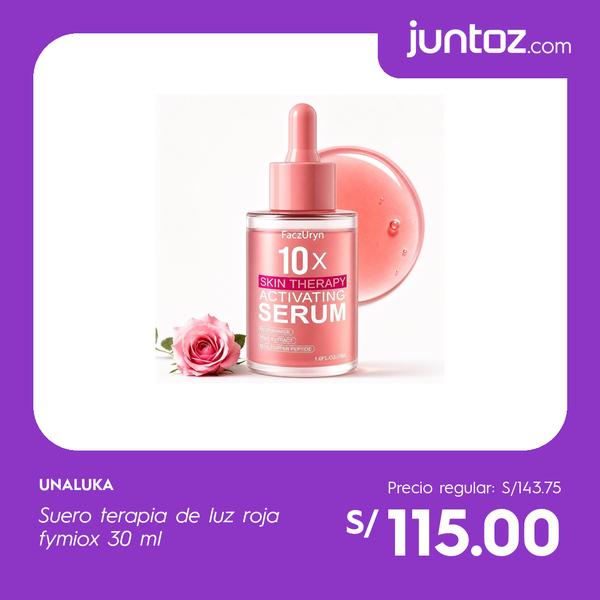 juntoz.com
FaczUryn
10X
SKIN THERAPY
ACTIVATING
SERUM
UNALUKA
Suero terapia de luz roja
fymiox 30 ml
Precio regular: S/143.75
S/ 115.00